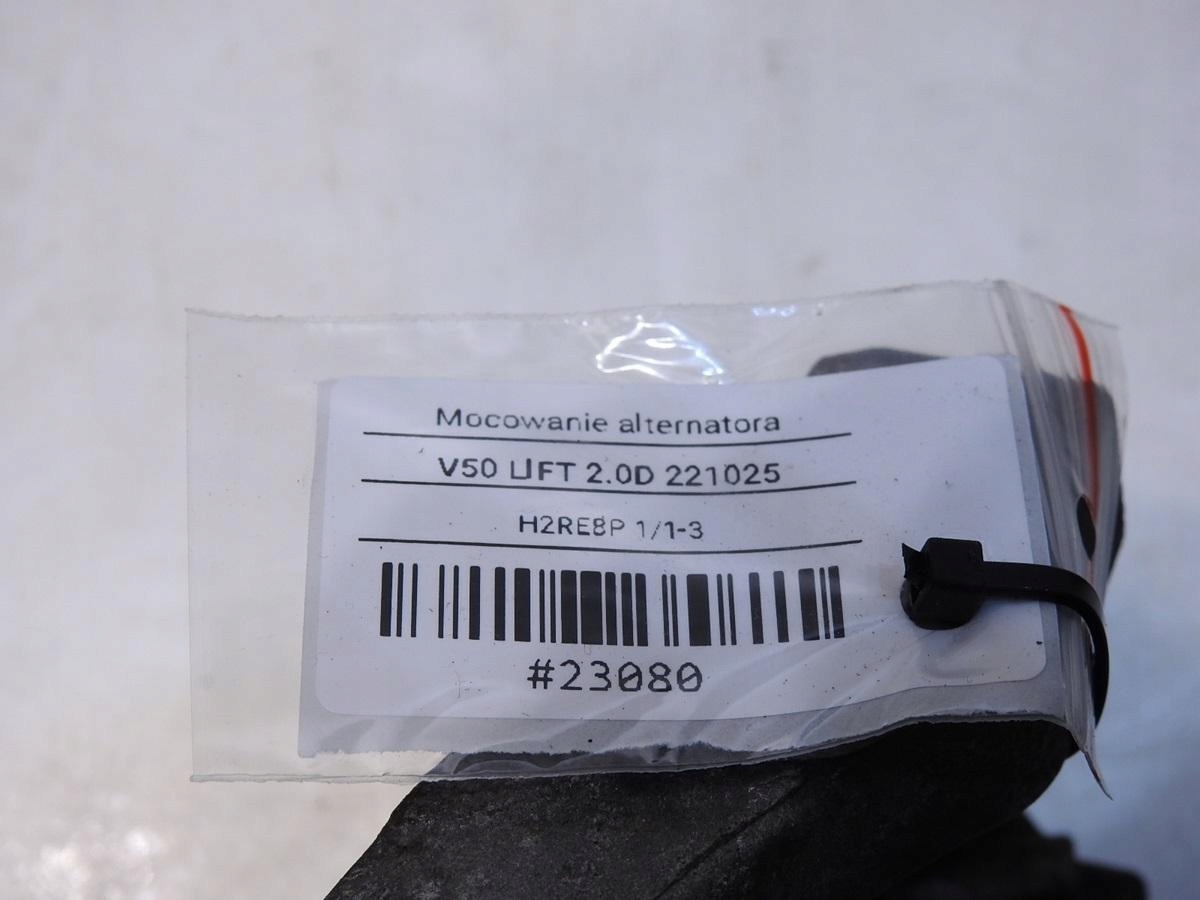 Mocowanie alternatora
V50 LIFT 2.0D 221025
H2RE8P 1/1-3
#23080